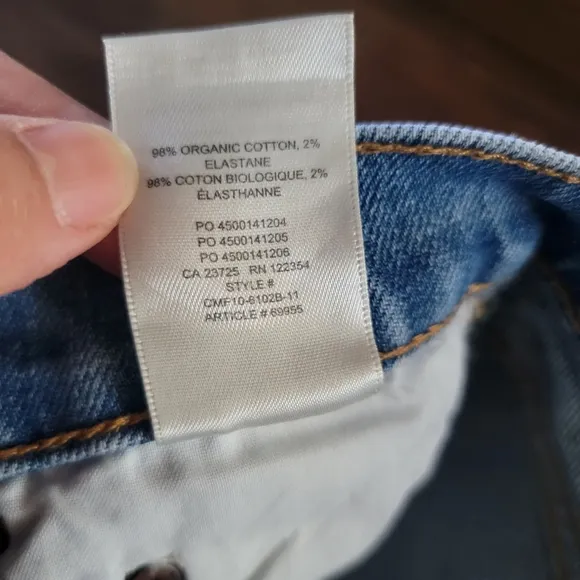 98% ORGANIC COTTON, 2%
ELASTANE
98% COTON BIOLOGIQUE, 2%
ÉLASTHANNE
PO 4500141204
PO 4500141205
PO 4500141206
CA 23725 RN 122354
STYLE #
CMF10-6102B-11
ARTICLE # 69955